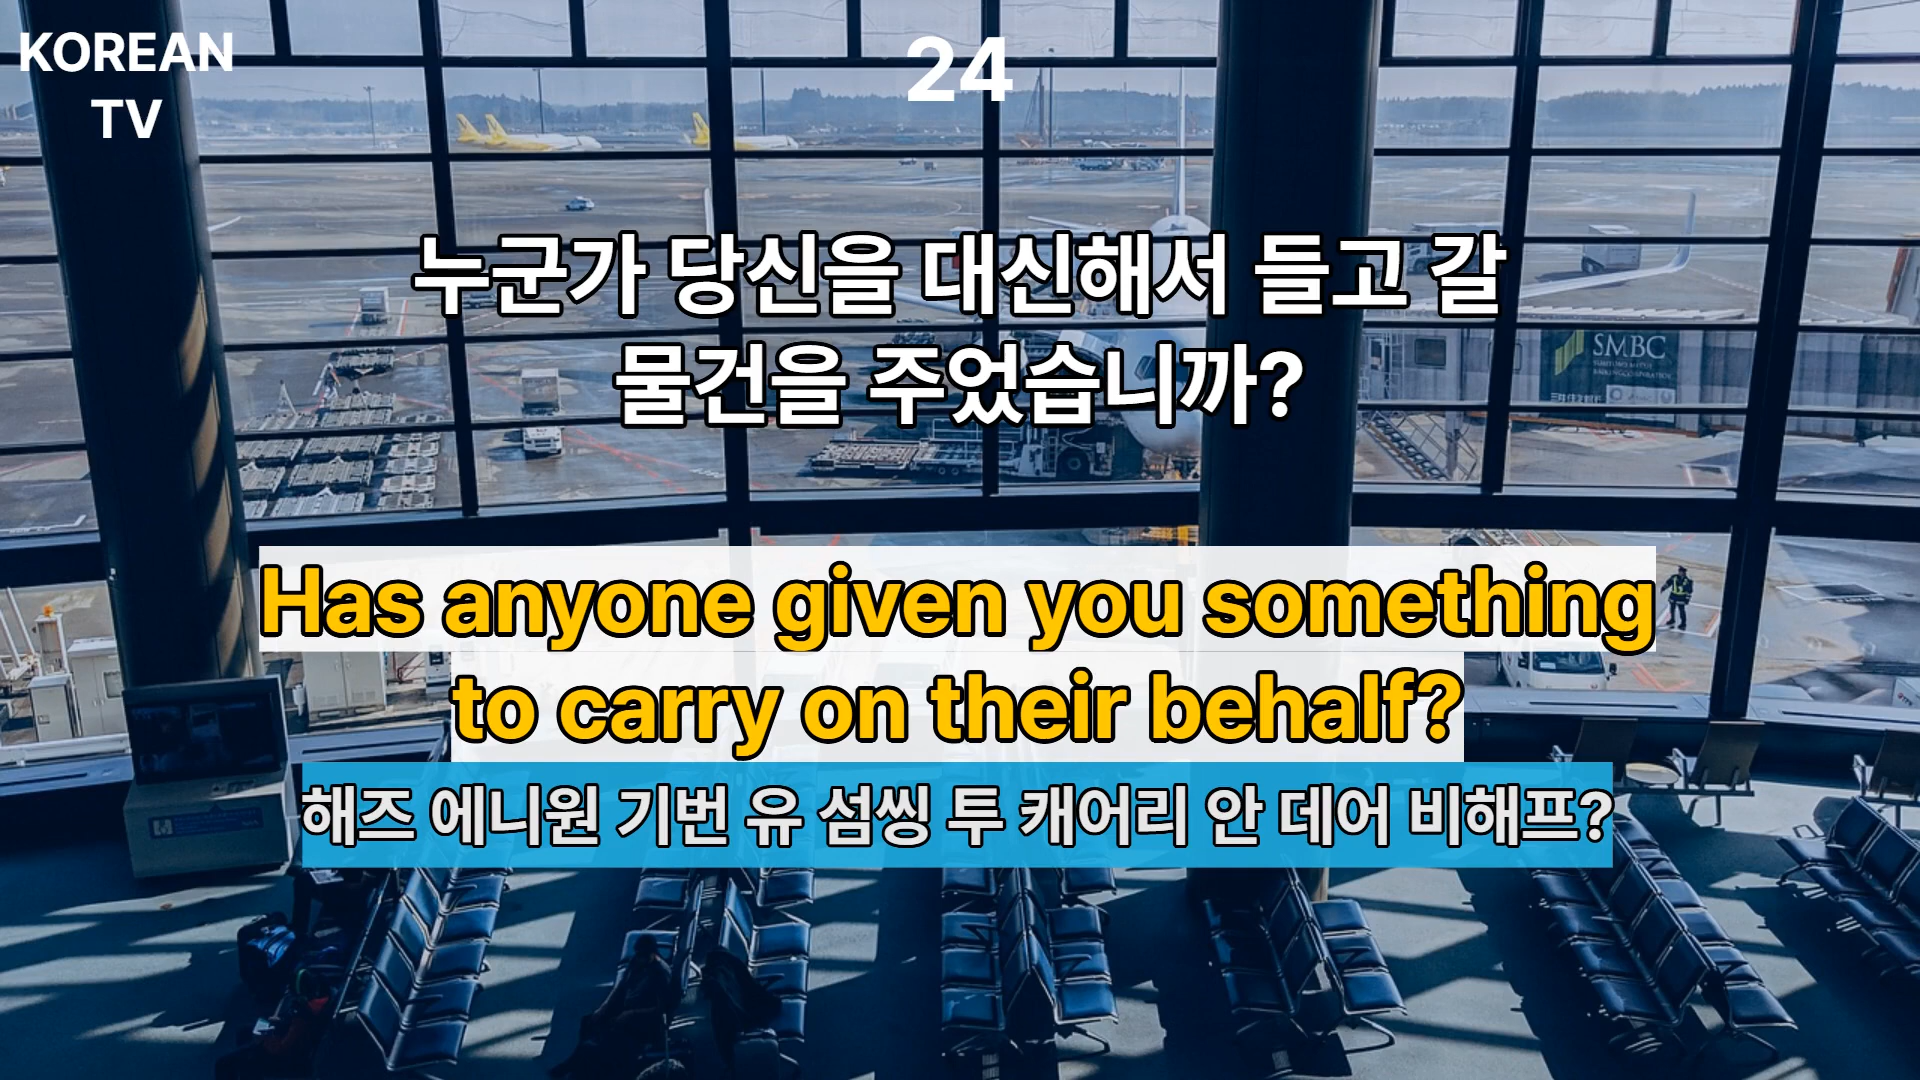 KOREAN
TV
24
누군가 당신을 대신해서 들고 갈
물건을 주었습니까?
SMBC
Has anyone given you something
to carry on their behalf?
해즈 에니원 기번 유 섬씽 투 캐어리 안 데어 비해프?